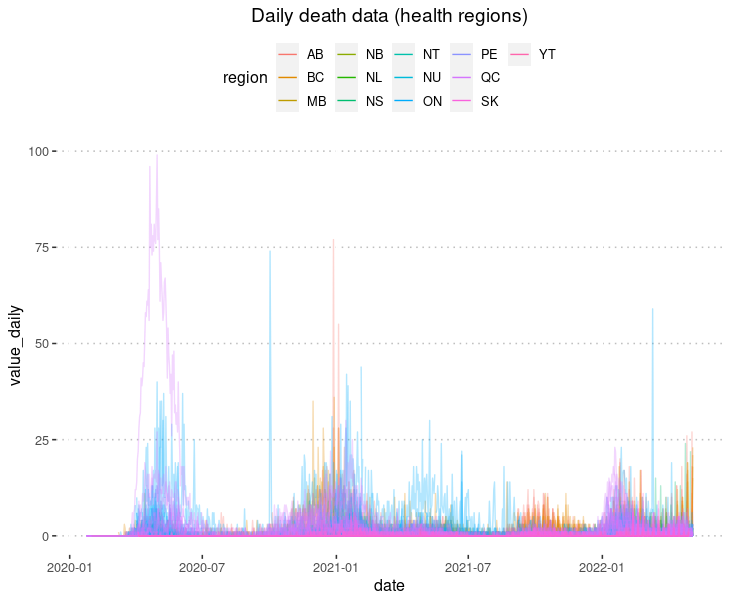 Daily death data (health regions)
region
AB NB NT PE YT
BC NL NU QC
MB NS ON SK
value_daily
100
75
50
25
0
2020-01 2020-07 2021-01 2021-07 2022-01
date